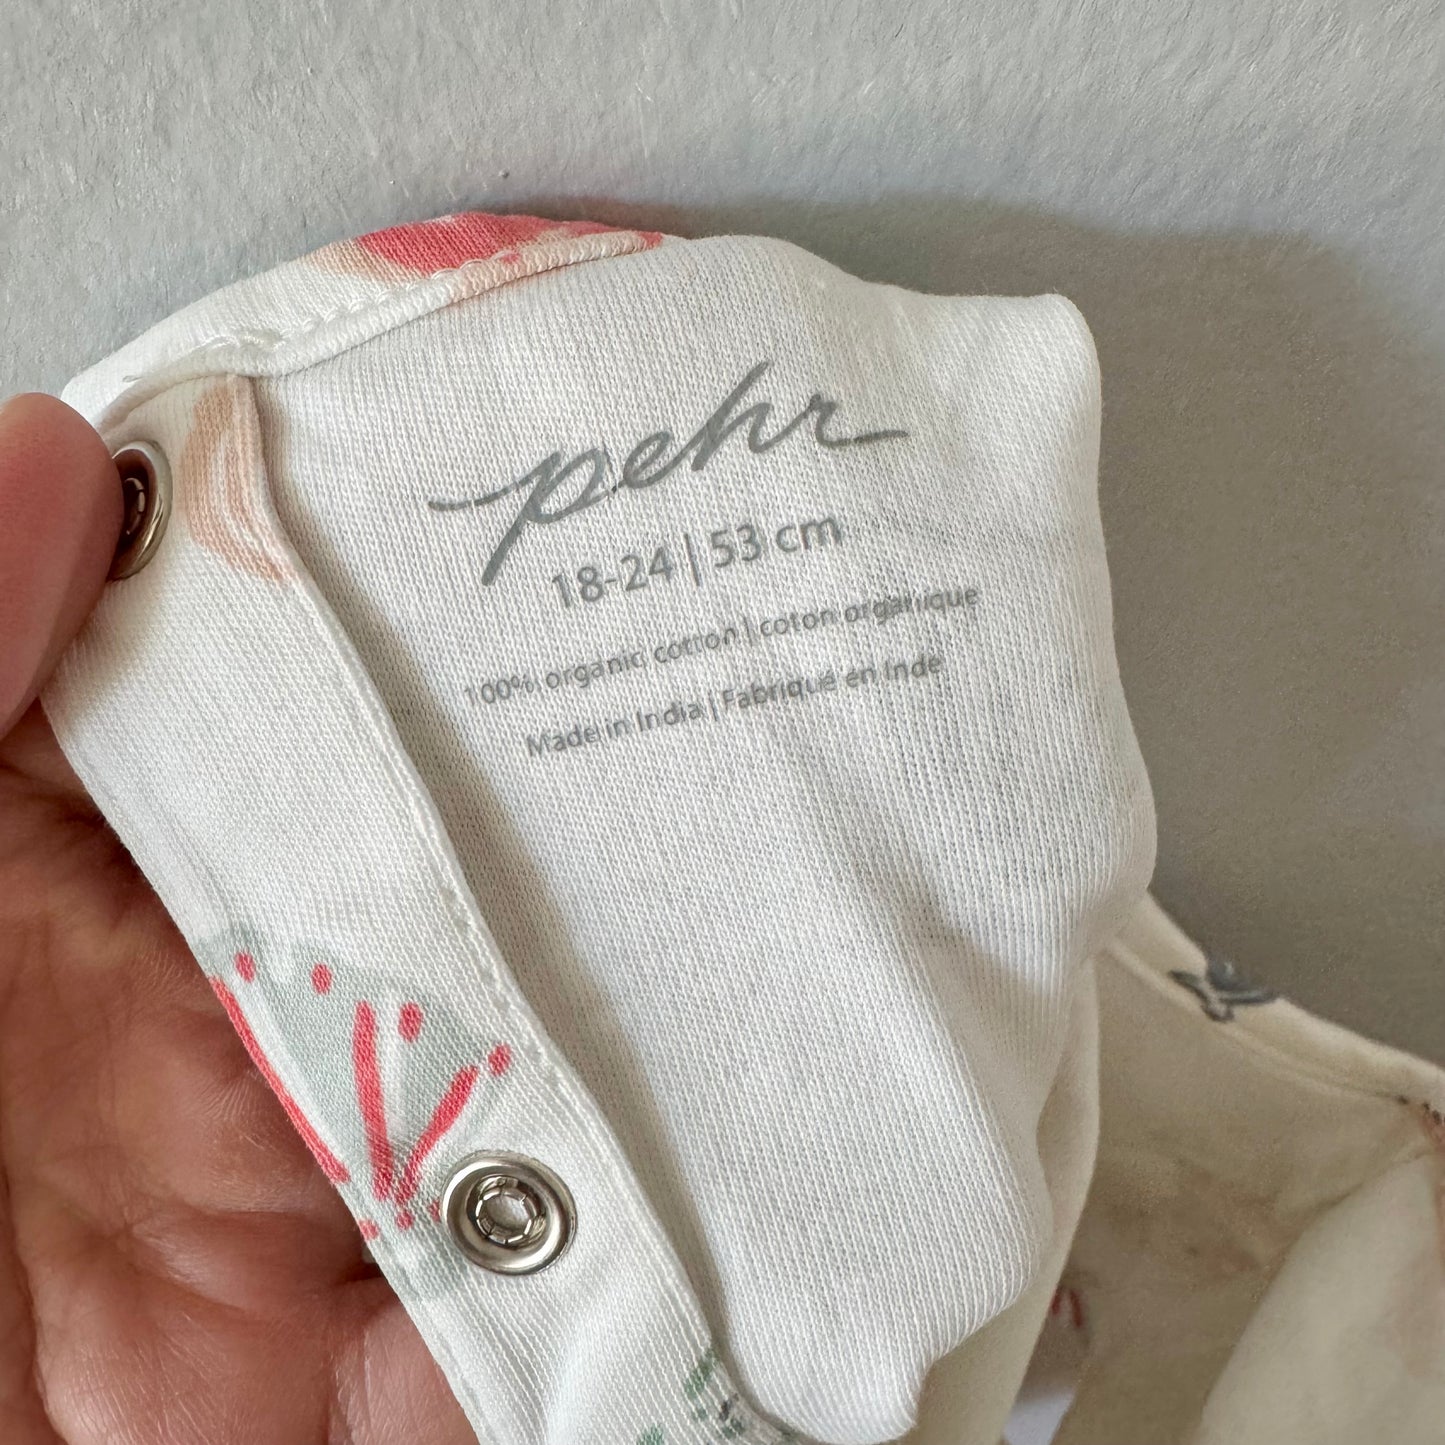 pehr
18-24 | 53 cm
100% organic cotton | coton organique
Made in India | Fabriqué en Inde